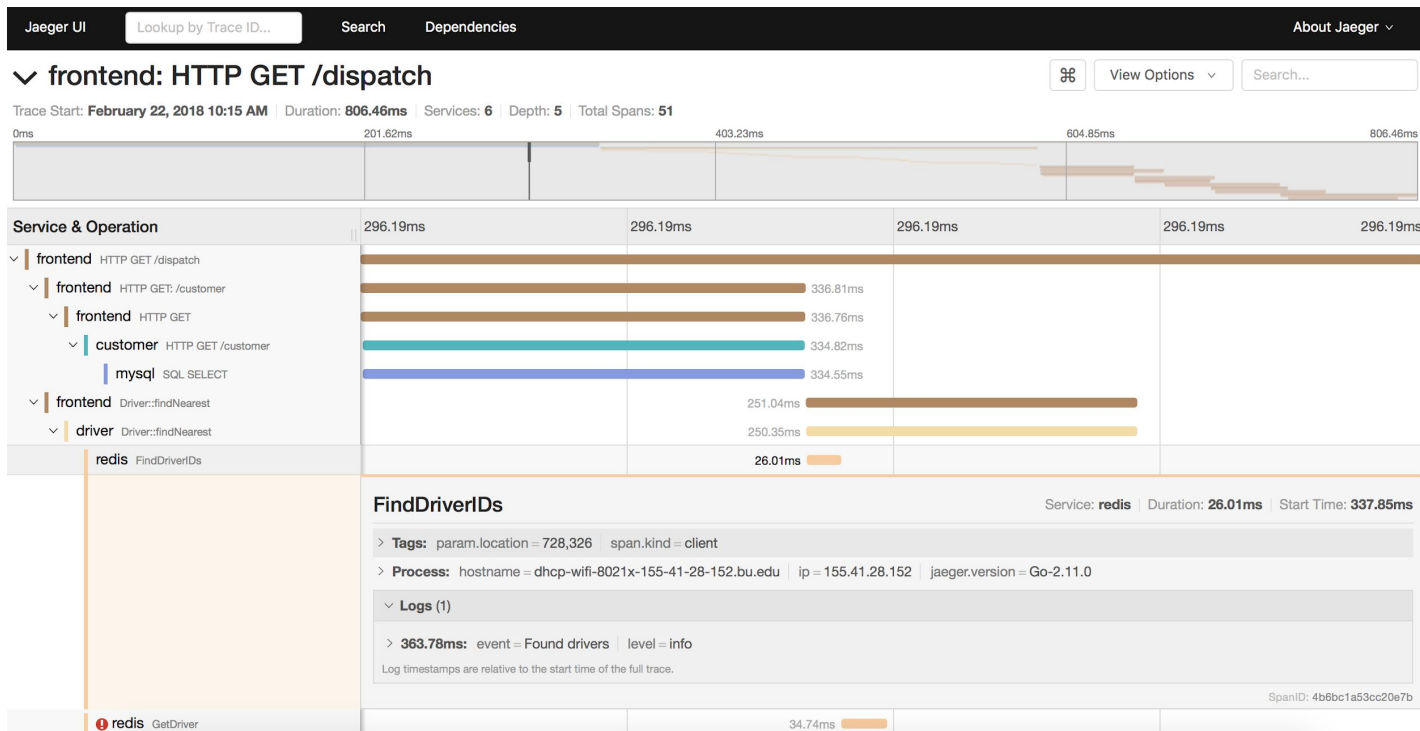 Jaeger UI Lookup by Trace ID... Search Dependencies About Jaeger
frontend: HTTP GET /dispatch ⌘ View Options Search...
Trace Start: February 22, 2018 10:15 AM Duration: 806.46ms Services: 6 Depth: 5 Total Spans: 51
0ms 201.62ms 403.23ms 604.85ms 806.46ms
Service & Operation 296.19ms 296.19ms 296.19ms 296.19ms 296.19ms
frontend HTTP GET /dispatch
frontend HTTP GET: /customer 336.81ms
frontend HTTP GET 336.76ms
customer HTTP GET /customer 334.82ms
mysql SQL SELECT 334.55ms
frontend Driver::findNearest 251.04ms
driver Driver::findNearest 250.35ms
redis FindDriverIDs 26.01ms
FindDriverIDs Service: redis Duration: 26.01ms Start Time: 337.85ms
> Tags: param.location = 728,326 span.kind = client
> Process: hostname = dhcp-wifi-8021x-155-41-28-152.bu.edu ip = 155.41.28.152 jaeger.version = Go-2.11.0
Logs (1)
> 363.78ms: event = Found drivers level = info
Log timestamps are relative to the start time of the full trace.
SpanID: 4b6bc1a53cc20e7b
redis GetDriver 34.74ms